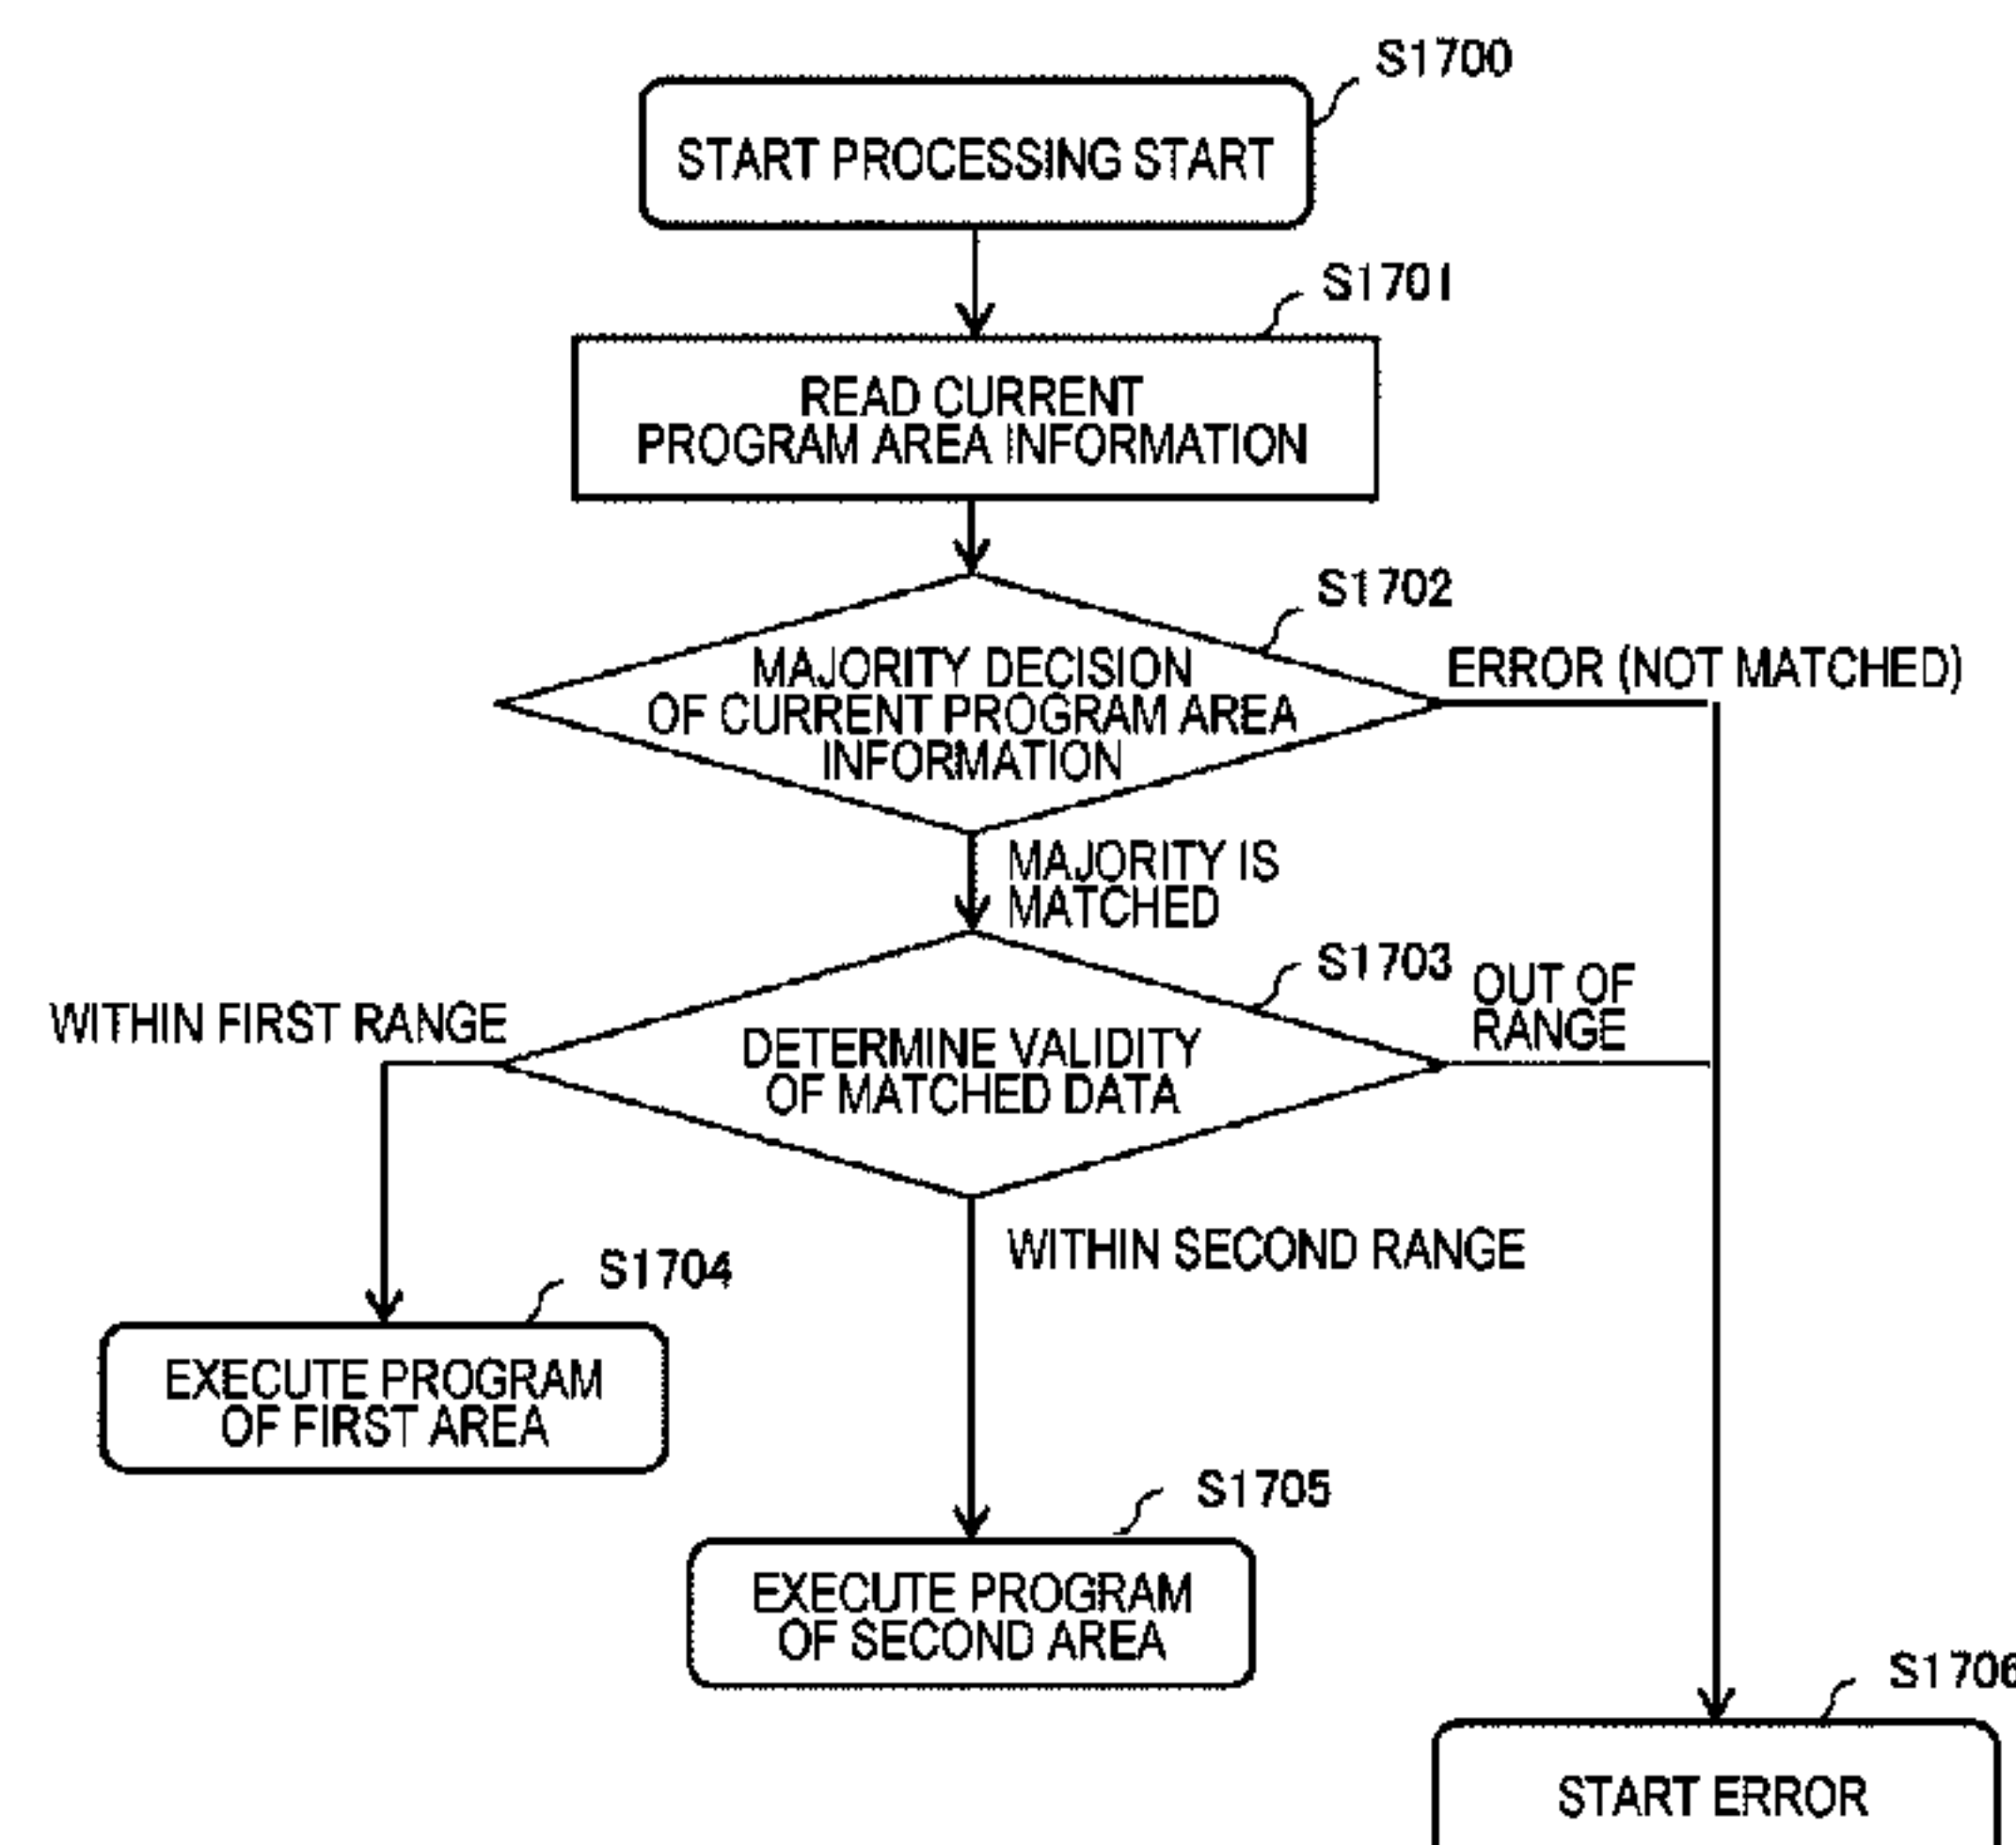 S1700
START PROCESSING START
S1701
READ CURRENT
PROGRAM AREA INFORMATION
S1702
MAJORITY DECISION
OF CURRENT PROGRAM AREA
INFORMATION
ERROR (NOT MATCHED)
MAJORITY IS
MATCHED
S1703
OUT OF
RANGE
WITHIN FIRST RANGE
DETERMINE VALIDITY
OF MATCHED DATA
WITHIN SECOND RANGE
S1704
EXECUTE PROGRAM
OF FIRST AREA
S1705
EXECUTE PROGRAM
OF SECOND AREA
S1706
START ERROR